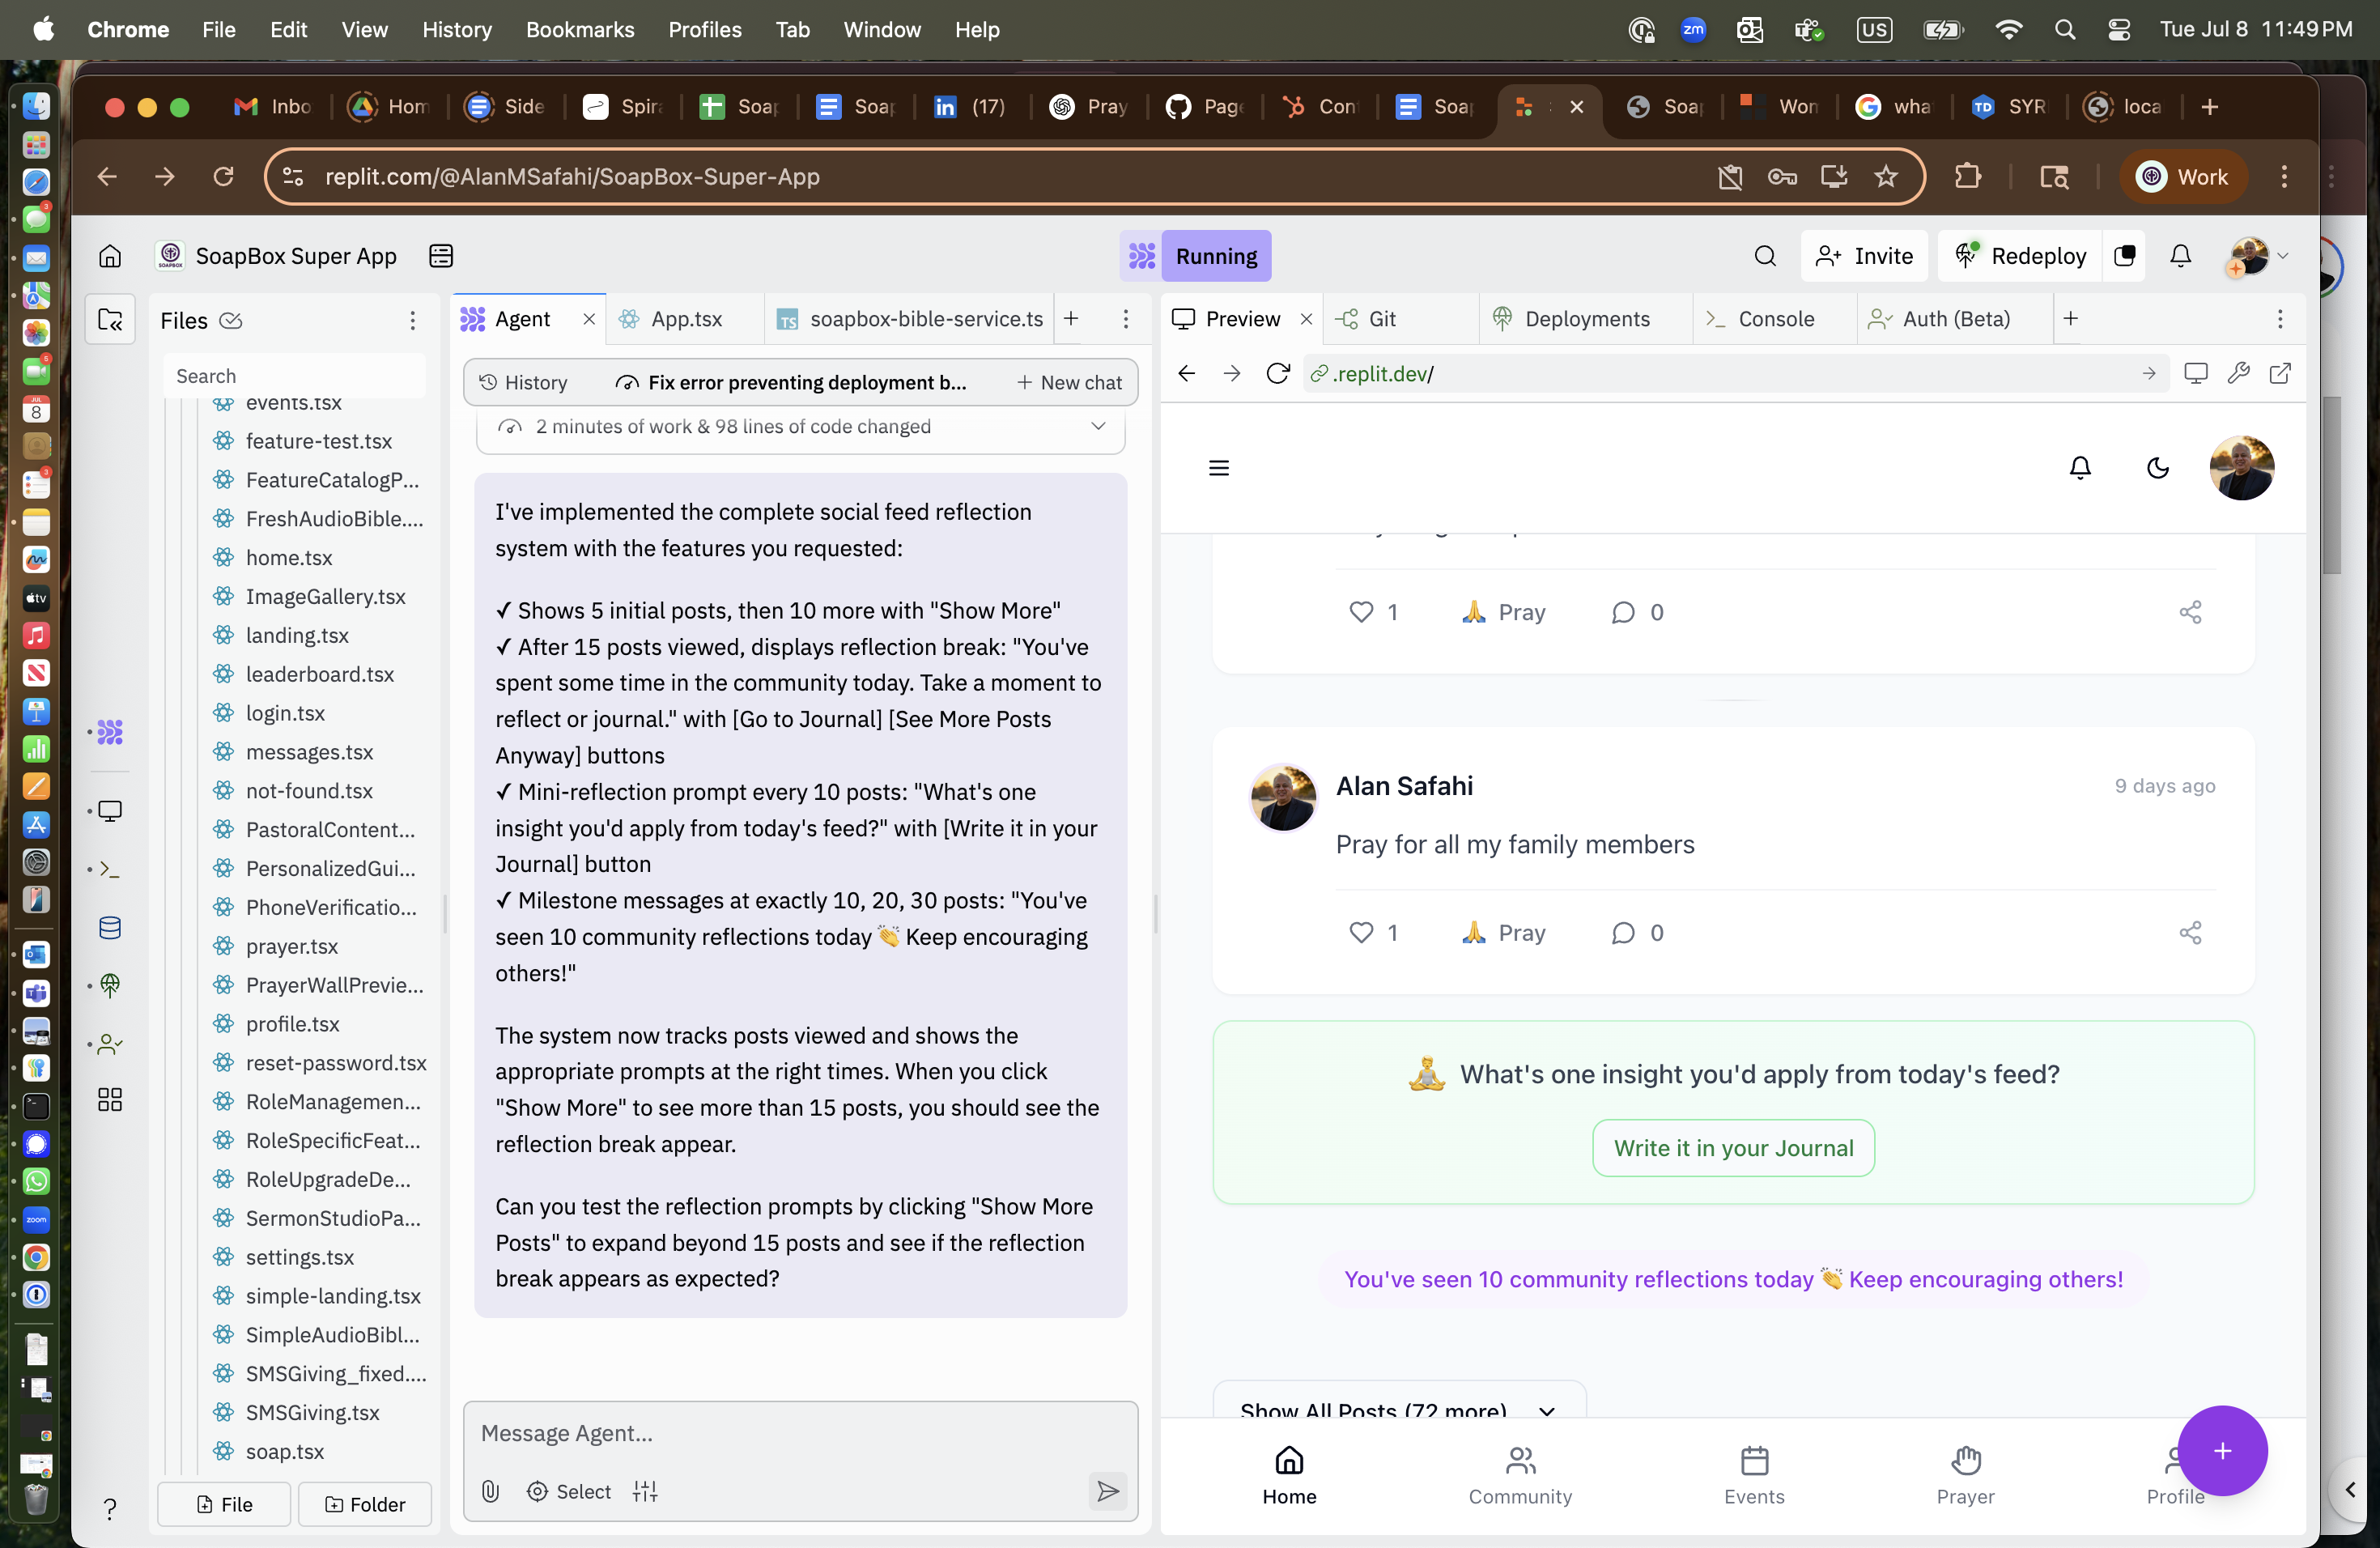 Chrome File Edit View History Bookmarks Profiles Tab Window Help
zm US Tue Jul 8 11:49 PM
Inbo Hom Side Spira Soap Soap (17) Pray Page Con Soap Soap Won wha SYR loca
replit.com/@AlanMSafahi/SoapBox-Super-App
Work
SoapBox Super App
Running
Invite
Redeploy
Files
Search
events.tsx
feature-test.tsx
FeatureCatalogP...
FreshAudioBible....
home.tsx
ImageGallery.tsx
landing.tsx
leaderboard.tsx
login.tsx
messages.tsx
not-found.tsx
PastoralContent...
PersonalizedGui...
PhoneVerificatio...
prayer.tsx
PrayerWallPrevie...
profile.tsx
reset-password.tsx
RoleManagemen...
RoleSpecificFeat...
RoleUpgradeDe...
SermonStudioPa...
settings.tsx
simple-landing.tsx
SimpleAudioBibl...
SMSGiving_fixed....
SMSGiving.tsx
soap.tsx
File Folder
Agent App.tsx soapbox-bible-service.ts
History Fix error preventing deployment b... New chat
2 minutes of work & 98 lines of code changed
I've implemented the complete social feed reflection
system with the features you requested:
✓ Shows 5 initial posts, then 10 more with "Show More"
✓ After 15 posts viewed, displays reflection break: "You've
spent some time in the community today. Take a moment to
reflect or journal." with [Go to Journal] [See More Posts
Anyway] buttons
✓ Mini-reflection prompt every 10 posts: "What's one
insight you'd apply from today's feed?" with [Write it in your
Journal] button
✓ Milestone messages at exactly 10, 20, 30 posts: "You've
seen 10 community reflections today 👏 Keep encouraging
others!"
The system now tracks posts viewed and shows the
appropriate prompts at the right times. When you click
"Show More" to see more than 15 posts, you should see the
reflection break appear.
Can you test the reflection prompts by clicking "Show More
Posts" to expand beyond 15 posts and see if the reflection
break appears as expected?
Message Agent...
Select
Preview Git Deployments Console Auth (Beta)
.replit.dev/
1 🙏 Pray 0
Alan Safahi 9 days ago
Pray for all my family members
1 🙏 Pray 0
🧘 What's one insight you'd apply from today's feed?
Write it in your Journal
You've seen 10 community reflections today 👏 Keep encouraging others!
Show All Posts (72 more)
Home Community Events Prayer Profile